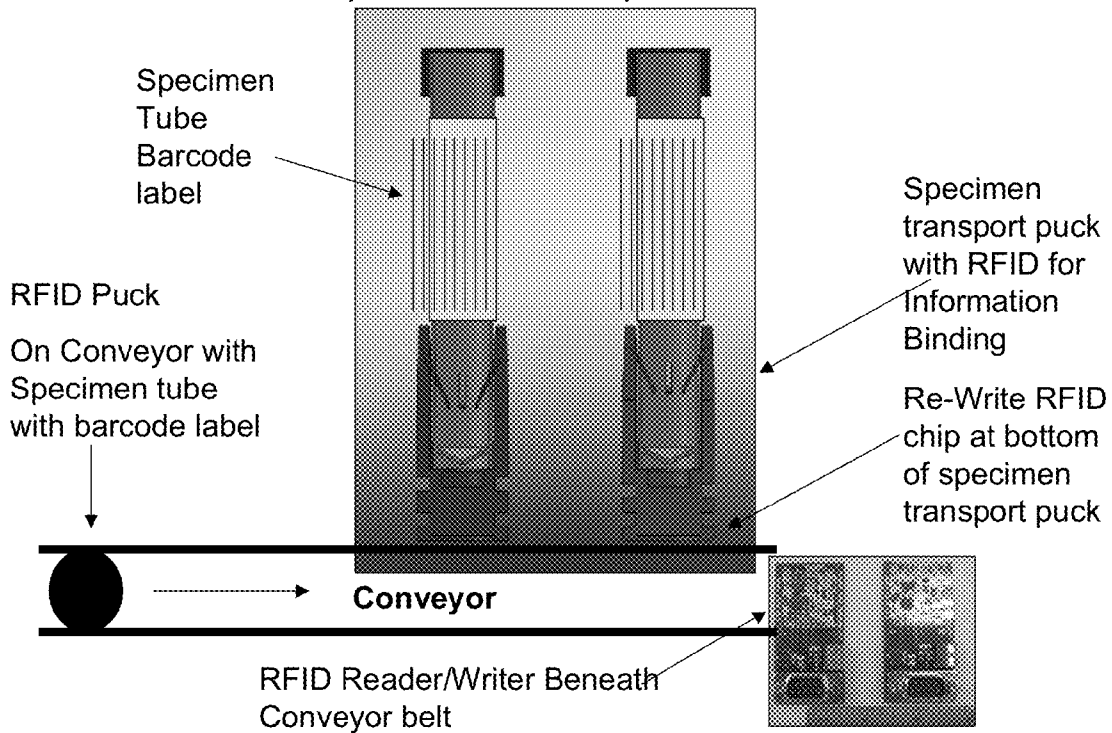 Specimen
Tube
Barcode
label
Specimen
transport puck
with RFID for
Information
Binding
RFID Puck
On Conveyor with
Specimen tube
with barcode label
Re-Write RFID
chip at bottom
of specimen
transport puck
Conveyor
RFID Reader/Writer Beneath
Conveyor belt